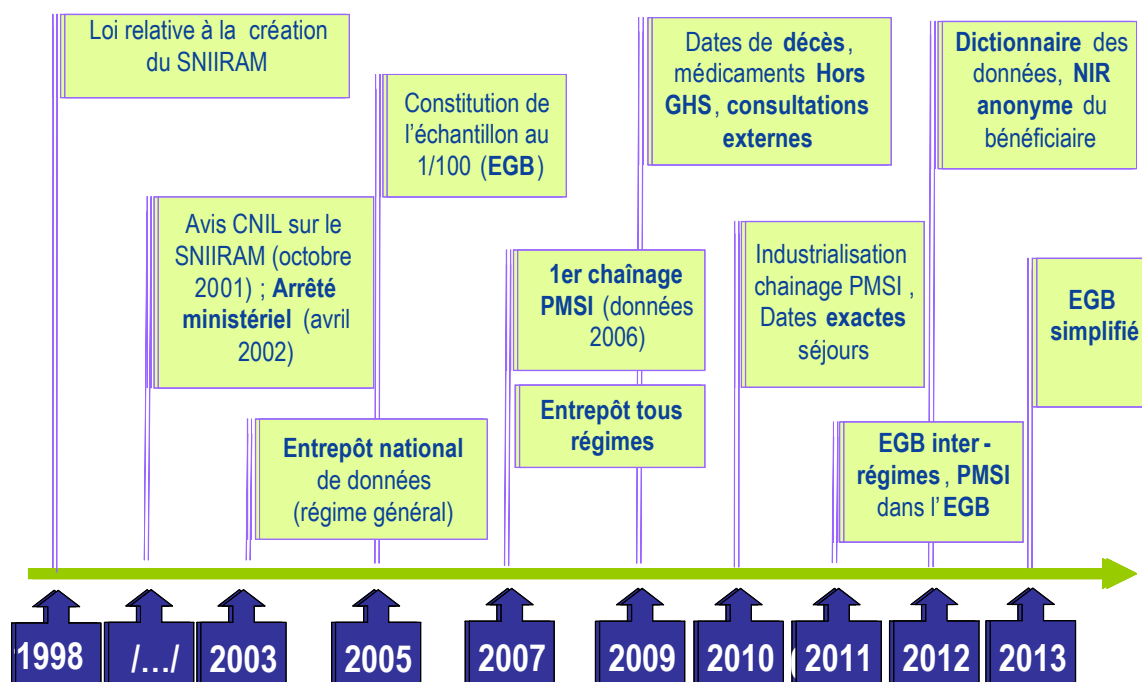 Loi relative à la création
du SNIIRAM
Constitution de
l'échantillon au
1/100 (EGB)
Dates de décès,
médicaments Hors
GHS, consultations
externes
Dictionnaire des
données, NIR
anonyme du
bénéficiaire
Avis CNIL sur le
SNIIRAM (octobre
2001) ; Arrêté
ministériel (avril
2002)
1er chaînage
PMSI (données
2006)
Industrialisation
chainage PMSI ,
Dates exactes
séjours
EGB
simplifié
Entrepôt tous
régimes
Entrepôt national
de données
(régime général)
EGB inter -
régimes , PMSI
dans l' EGB
1998 /.../ 2003 2005 2007 2009 2010 2011 2012 2013